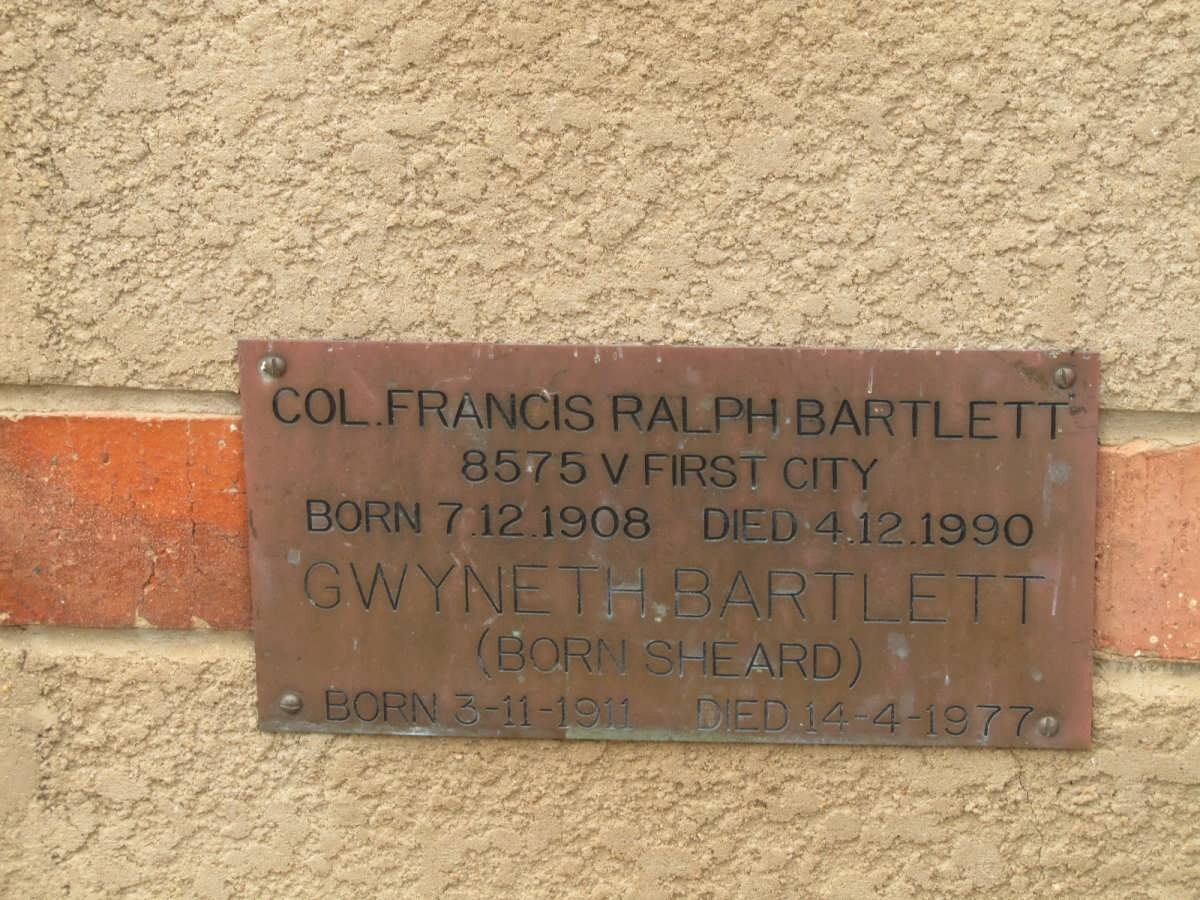 COL. FRANCIS RALPH BARTLETT
8575 V FIRST CITY
BORN 7.12.1908 DIED 4.12.1990
GWYNETH BARTLETT
(BORN SHEARD)
BORN 3-11-1911 DIED 14-4-1977